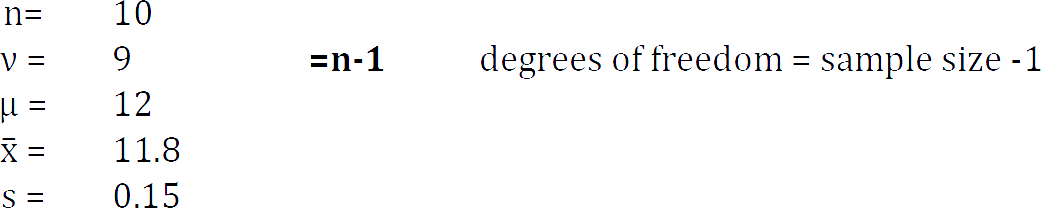 n= 10
ν = 9 =n-1 degrees of freedom = sample size -1
μ = 12
x̄ = 11.8
s = 0.15